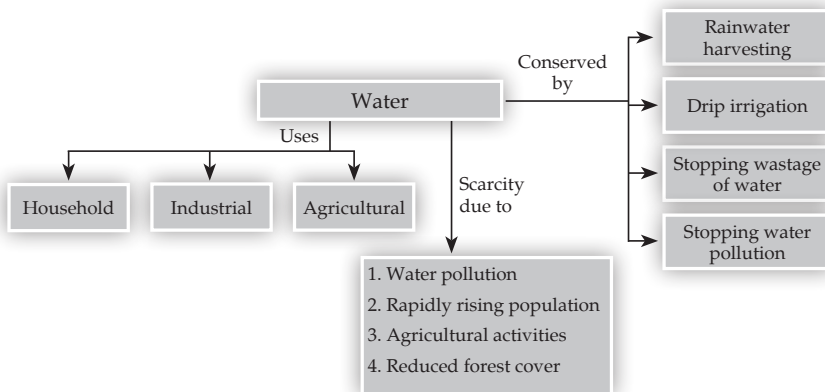 Water
Uses
Household
Industrial
Agricultural
Scarcity
due to
1. Water pollution
2. Rapidly rising population
3. Agricultural activities
4. Reduced forest cover
Conserved
by
Rainwater
harvesting
Drip irrigation
Stopping wastage
of water
Stopping water
pollution